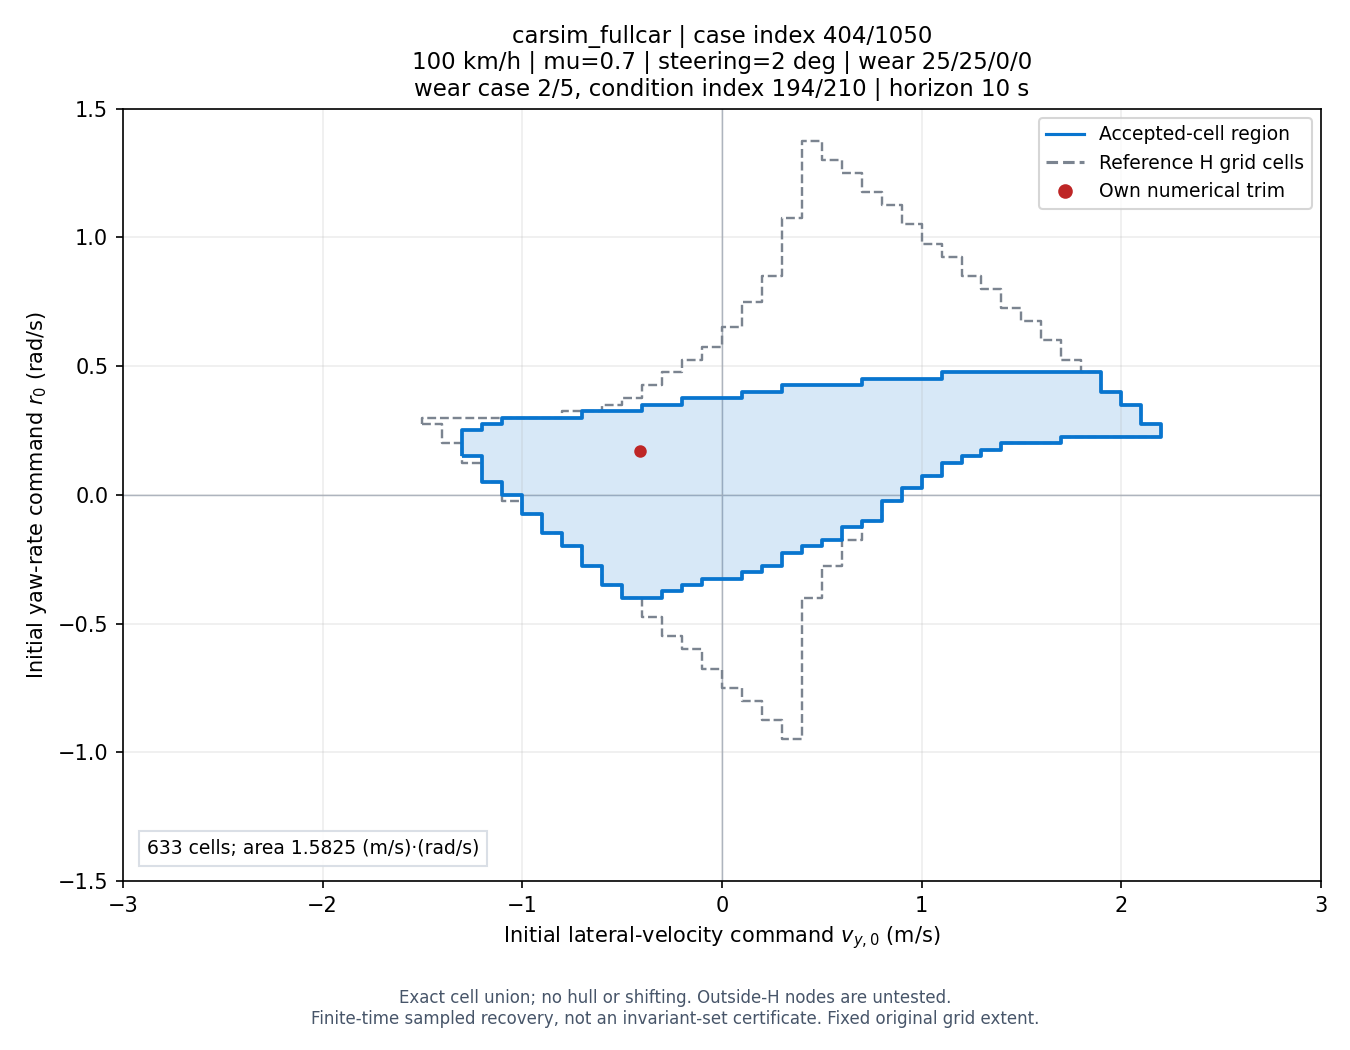 carsim_fullcar | case index 404/1050
100 km/h | mu=0.7 | steering=2 deg | wear 25/25/0/0
wear case 2/5, condition index 194/210 | horizon 10 s
Accepted-cell region
Reference H grid cells
Own numerical trim
1.5
1.0
0.5
0.0
−0.5
−1.0
−1.5
Initial yaw-rate command r₀ (rad/s)
633 cells; area 1.5825 (m/s)·(rad/s)
−3
−2
−1
0
1
2
3
Initial lateral-velocity command v_{y,0} (m/s)
Exact cell union; no hull or shifting. Outside-H nodes are untested.
Finite-time sampled recovery, not an invariant-set certificate. Fixed original grid extent.